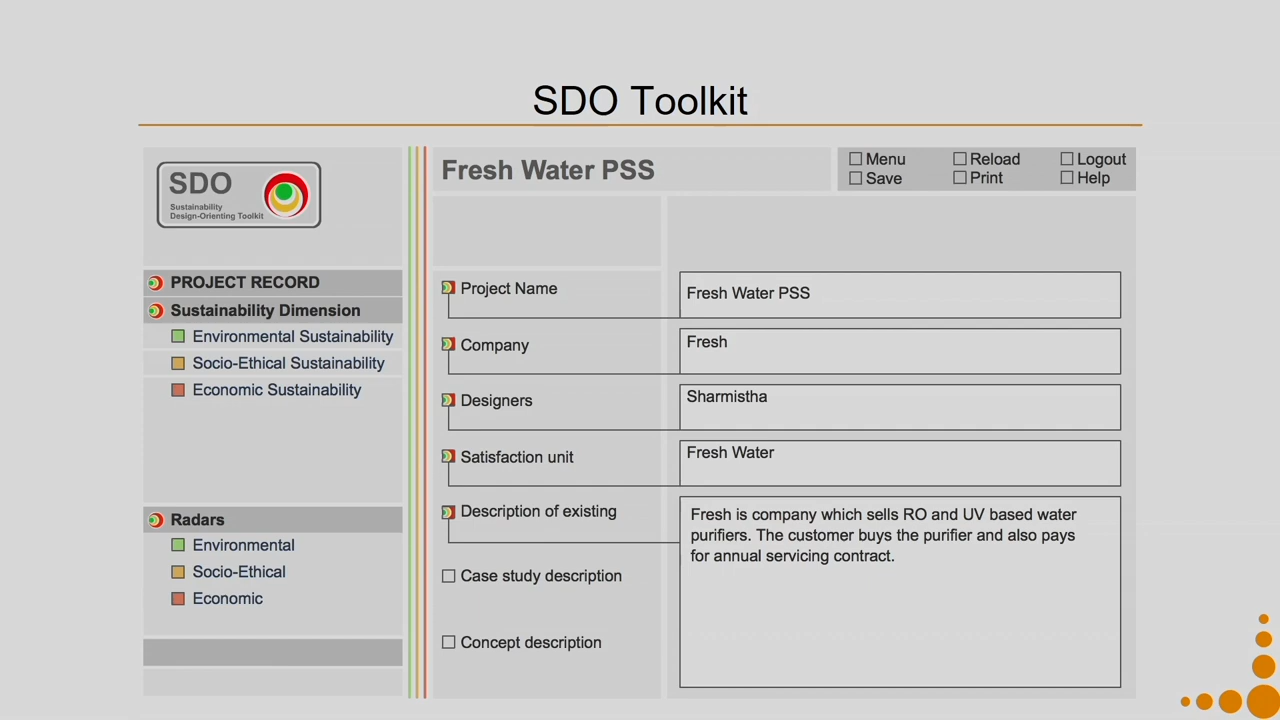 SDO Toolkit
SDO
Sustainability
Design-Orienting Toolkit
Fresh Water PSS
Menu
Reload
Logout
Save
Print
Help
PROJECT RECORD
Sustainability Dimension
Environmental Sustainability
Socio-Ethical Sustainability
Economic Sustainability
Radars
Environmental
Socio-Ethical
Economic
Project Name
Fresh Water PSS
Company
Fresh
Designers
Sharmistha
Satisfaction unit
Fresh Water
Description of existing
Fresh is company which sells RO and UV based water
purifiers. The customer buys the purifier and also pays
for annual servicing contract.
Case study description
Concept description